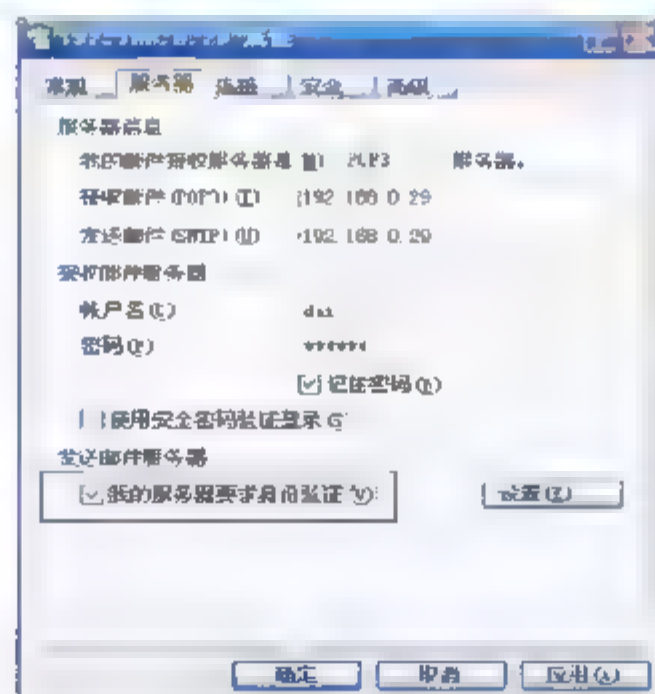 常规 服务器 连接 安全 高级
服务器信息
我的邮件接收服务器是(M) POP3 服务器。
接收邮件(POP3)(I) 192.168.0.29
发送邮件(SMTP)(U) 192.168.0.29
接收邮件服务器
帐户名(C)
密码(P) ******
记住密码(W)
使用安全密码验证登录
发送邮件服务器
我的服务器要求身份验证(V) 设置(E)
确定 取消 应用(A)